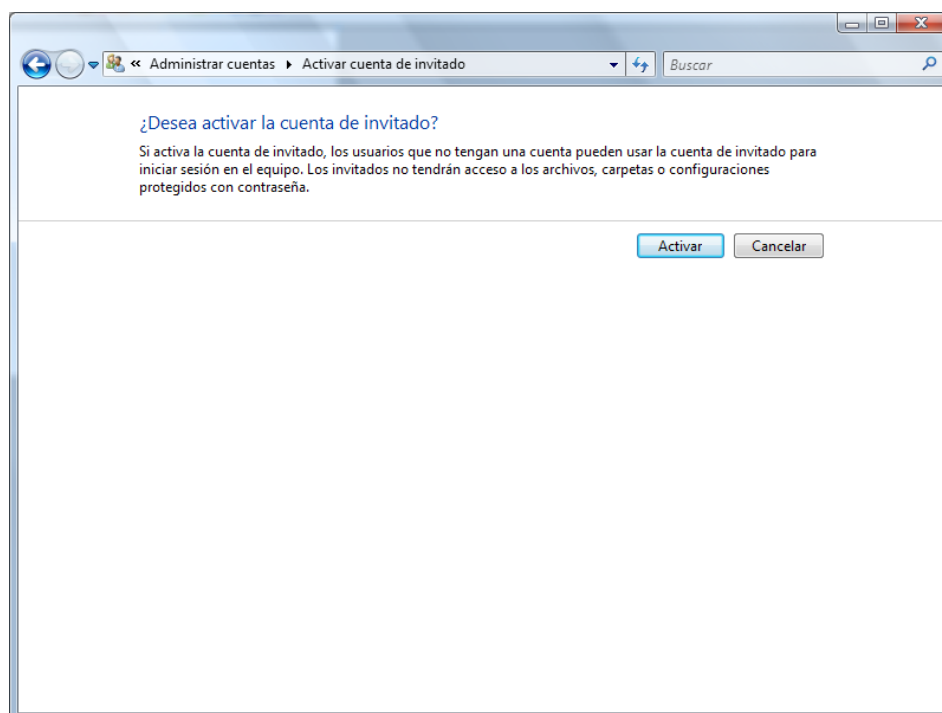 « Administrar cuentas ▸ Activar cuenta de invitado
Buscar
¿Desea activar la cuenta de invitado?
Si activa la cuenta de invitado, los usuarios que no tengan una cuenta pueden usar la cuenta de invitado para
iniciar sesión en el equipo. Los invitados no tendrán acceso a los archivos, carpetas o configuraciones
protegidos con contraseña.
Activar
Cancelar